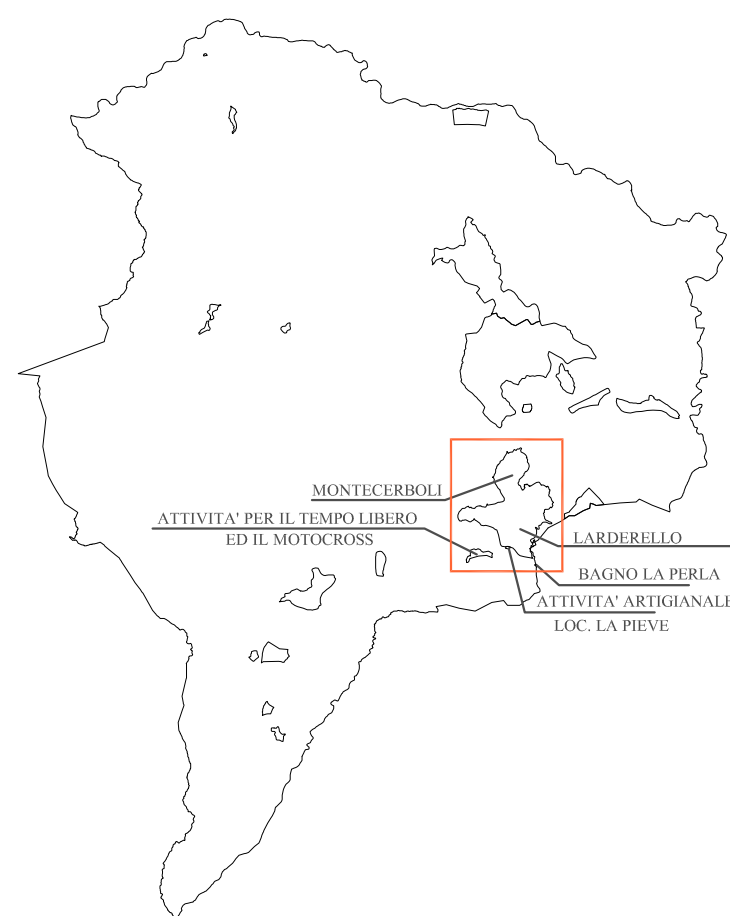 MONTECERBOLI
ATTIVITA' PER IL TEMPO LIBERO
ED IL MOTOCROSS
LARDERELLO
BAGNO LA PERLA
ATTIVITA' ARTIGIANALE
LOC. LA PIEVE